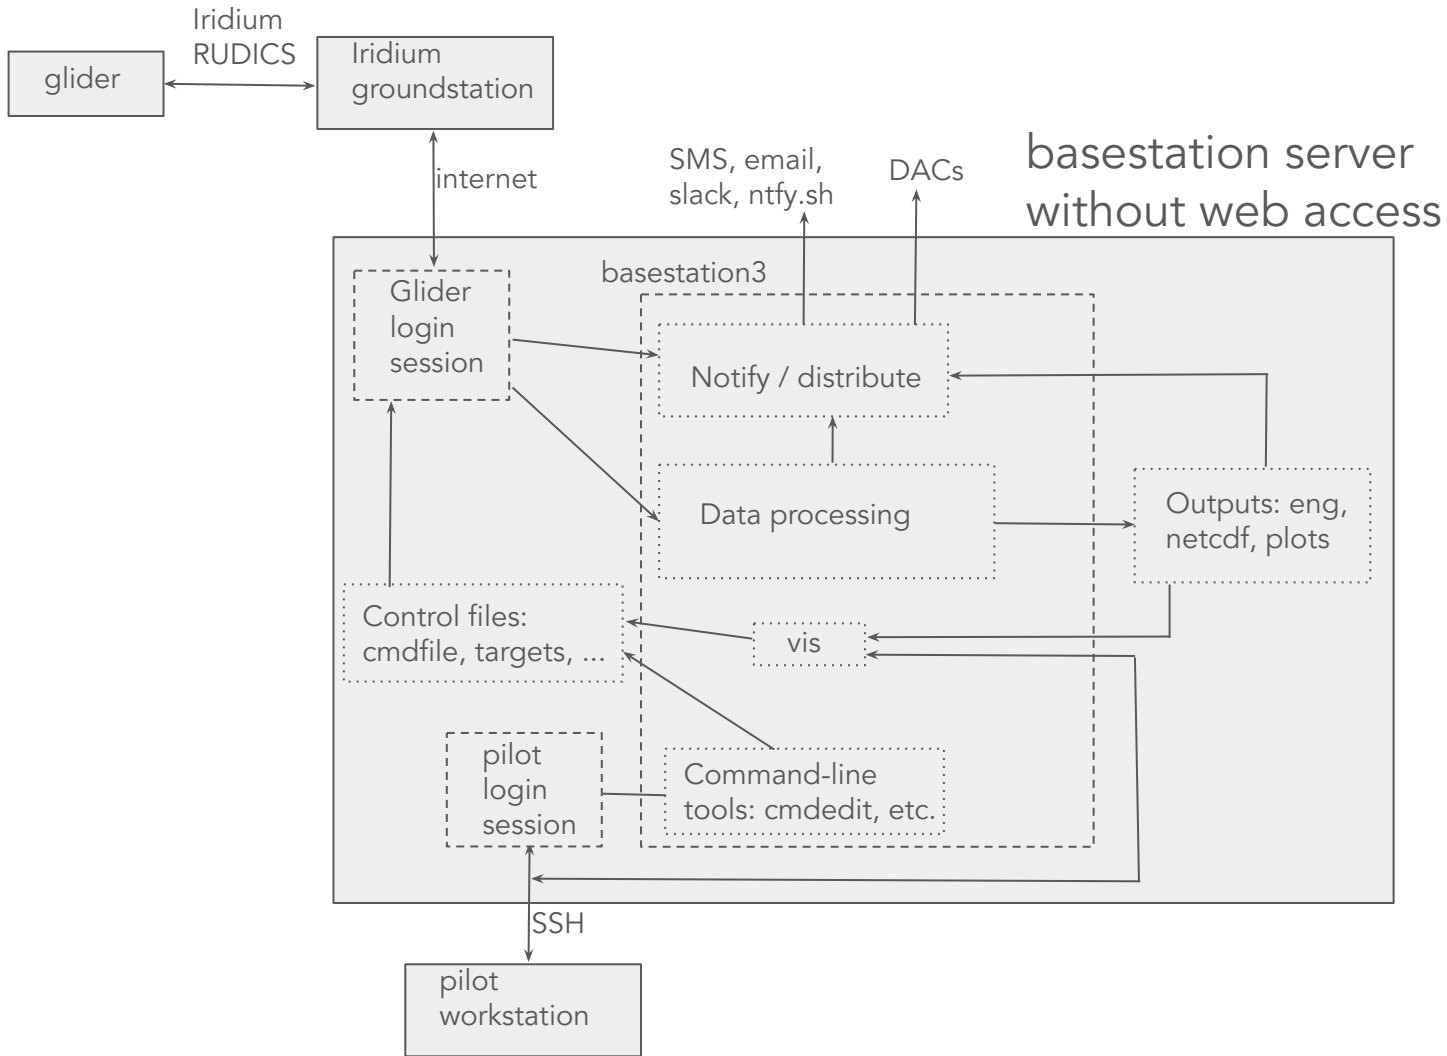 Iridium
RUDICS
glider
Iridium
groundstation
internet
SMS, email,
slack, ntfy.sh
DACs
basestation server
without web access
basestation3
Glider
login
session
Notify / distribute
Data processing
Outputs: eng,
netcdf, plots
Control files:
cmdfile, targets, ...
vis
pilot
login
session
Command-line
tools: cmdedit, etc.
SSH
pilot
workstation